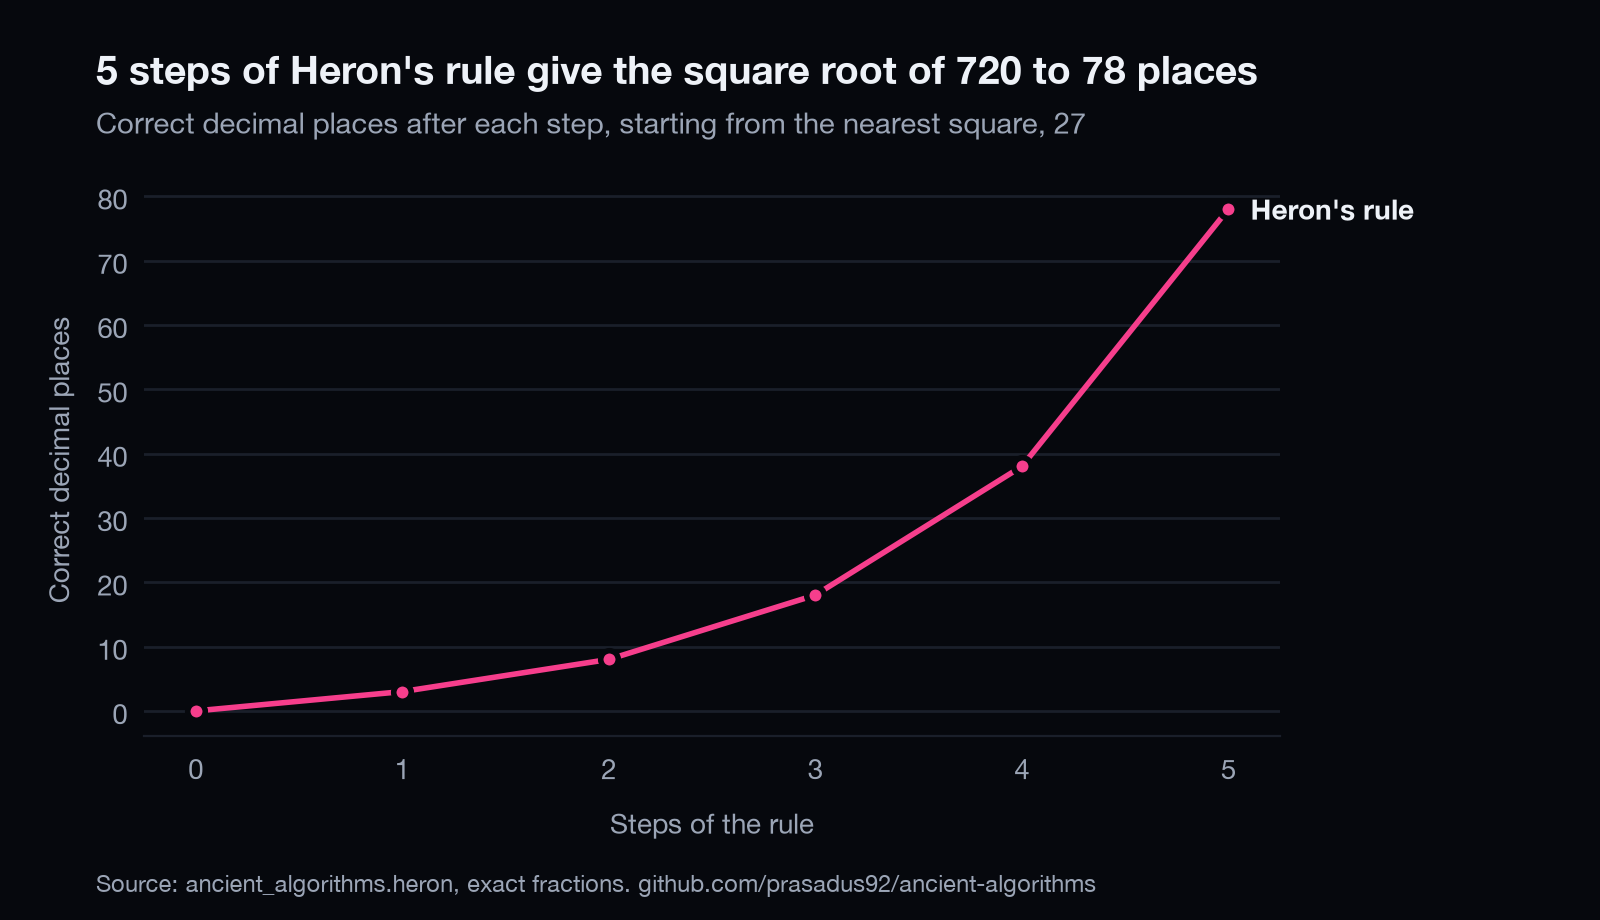 5 steps of Heron's rule give the square root of 720 to 78 places
Correct decimal places after each step, starting from the nearest square, 27
Correct decimal places
80
70
60
50
40
30
20
10
0
Heron's rule
0 1 2 3 4 5
Steps of the rule
Source: ancient_algorithms.heron, exact fractions. github.com/prasadus92/ancient-algorithms